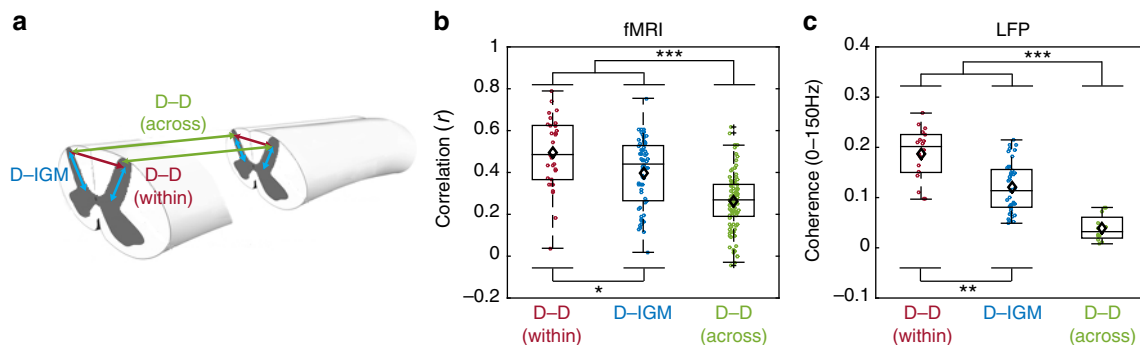 a
D–D
(across)
D–IGM
D–D
(within)
b
fMRI
Correlation (r)
1
0.8
0.6
0.4
0.2
0
–0.2
***
*
D–D
(within)
D–IGM
D–D
(across)
c
LFP
Coherence (0–150Hz)
0.4
0.3
0.2
0.1
0
–0.1
***
**
D–D
(within)
D–IGM
D–D
(across)